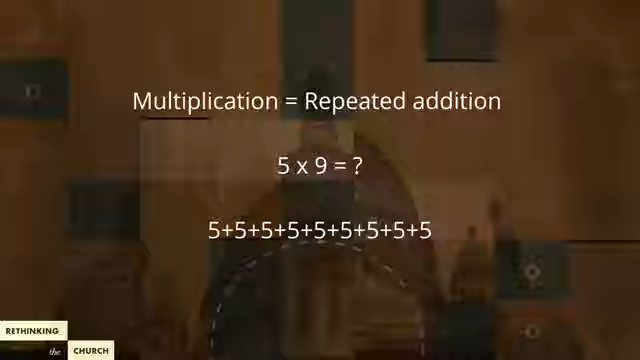 Multiplication = Repeated addition
5 x 9 = ?
5+5+5+5+5+5+5+5+5
RETHINKING
the CHURCH